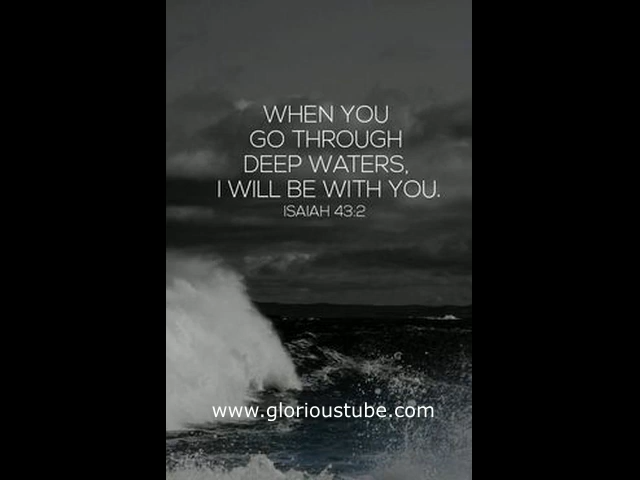 WHEN YOU
GO THROUGH
DEEP WATERS,
I WILL BE WITH YOU.
ISAIAH 43:2
www.glorioustube.com